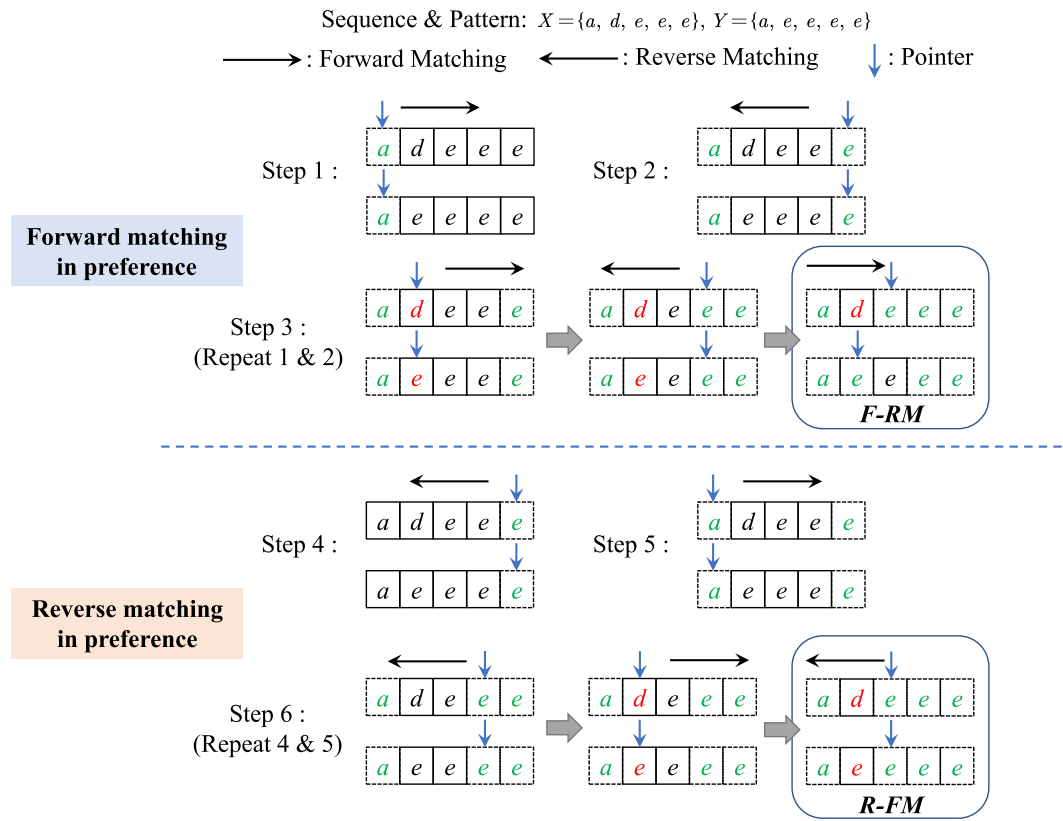 Sequence & Pattern: X={a, d, e, e, e}, Y={a, e, e, e, e}
: Forward Matching : Reverse Matching : Pointer
Step 1 :
a d e e e
a e e e e
Step 2 :
a d e e e
a e e e e
Forward matching
in preference
Step 3 :
(Repeat 1 & 2)
a d e e e
a e e e e
a d e e e
a e e e e
a d e e e
a e e e e
F-RM
Step 4 :
a d e e e
a e e e e
Step 5 :
a d e e e
a e e e e
Reverse matching
in preference
Step 6 :
(Repeat 4 & 5)
a d e e e
a e e e e
a d e e e
a e e e e
a d e e e
a e e e e
R-FM